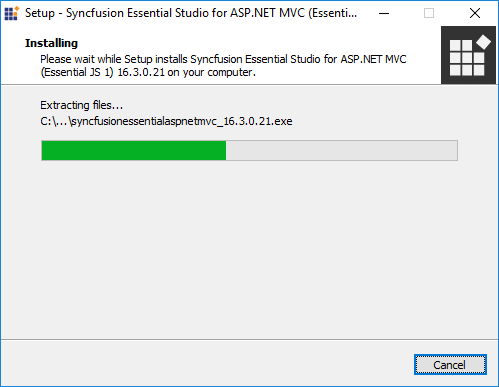 Setup - Syncfusion Essential Studio for ASP.NET MVC (Essenti...
Installing
Please wait while Setup installs Syncfusion Essential Studio for ASP.NET MVC
(Essential JS 1) 16.3.0.21 on your computer.
Extracting files...
C:\...\syncfusionessentialaspnetmvc_16.3.0.21.exe
Cancel